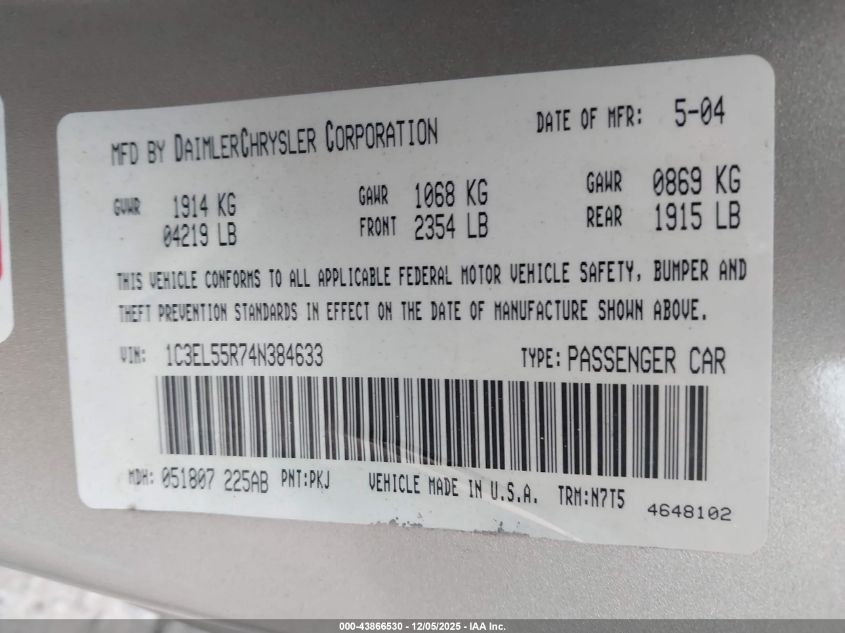 MFD BY DAIMLERCHRYSLER CORPORATION DATE OF MFR: 5-04
GVWR 1914 KG GAWR 1068 KG GAWR 0869 KG
04219 LB FRONT 2354 LB REAR 1915 LB
THIS VEHICLE CONFORMS TO ALL APPLICABLE FEDERAL MOTOR VEHICLE SAFETY, BUMPER AND
THEFT PREVENTION STANDARDS IN EFFECT ON THE DATE OF MANUFACTURE SHOWN ABOVE.
VIN: 1C3EL55R74N384633 TYPE: PASSENGER CAR
MDH: 051807 225AB PNT:PKJ VEHICLE MADE IN U.S.A. TRM:N7T5 4648102
000-43866530 - 12/05/2025 - IAA Inc.